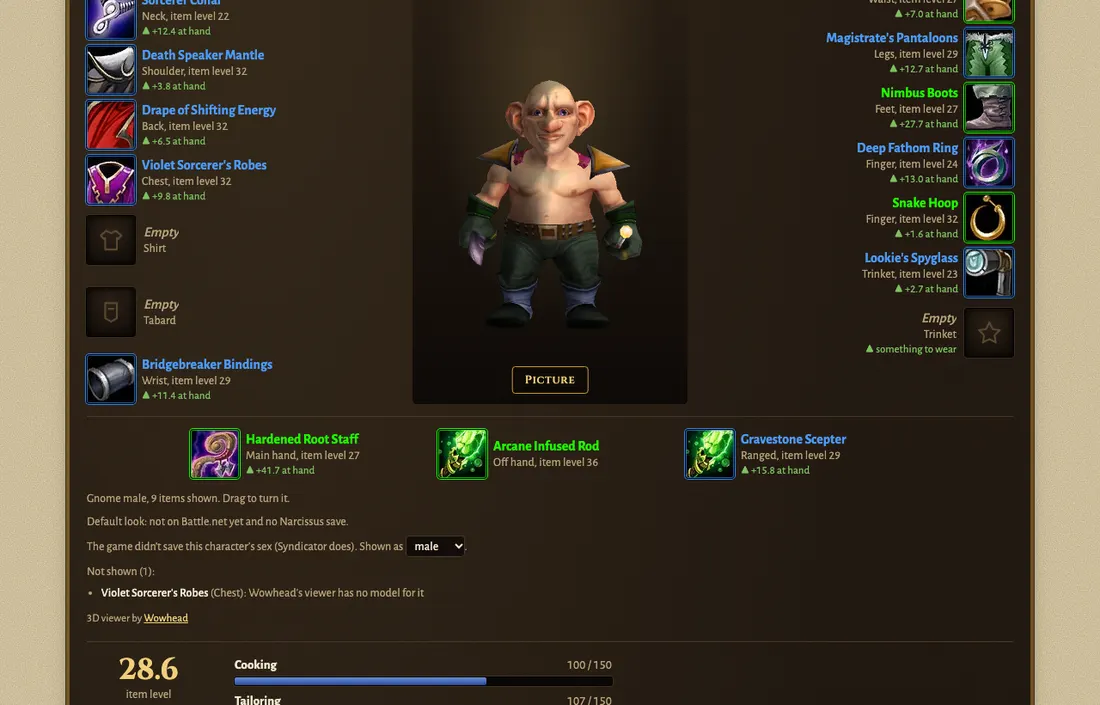 Sorcerer Collar
Neck, item level 22
+12.4 at hand
Death Speaker Mantle
Shoulder, item level 32
+3.8 at hand
Drape of Shifting Energy
Back, item level 32
+6.5 at hand
Violet Sorcerer's Robes
Chest, item level 32
+9.8 at hand
Empty
Shirt
Empty
Tabard
Bridgebreaker Bindings
Wrist, item level 29
+11.4 at hand
Picture
+7.0 at hand
Magistrate's Pantaloons
Legs, item level 29
+12.7 at hand
Nimbus Boots
Feet, item level 27
+27.7 at hand
Deep Fathom Ring
Finger, item level 24
+13.0 at hand
Snake Hoop
Finger, item level 32
+1.6 at hand
Lookie's Spyglass
Trinket, item level 23
+2.7 at hand
Empty
Trinket
something to wear
Hardened Root Staff
Main hand, item level 27
+41.7 at hand
Arcane Infused Rod
Off hand, item level 36
Gravestone Scepter
Ranged, item level 29
+15.8 at hand
Gnome male, 9 items shown. Drag to turn it.
Default look: not on Battle.net yet and no Narcissus save.
The game didn't save this character's sex (Syndicator does). Shown as male.
Not shown (1):
• Violet Sorcerer's Robes (Chest): Wowhead's viewer has no model for it
3D viewer by Wowhead
28.6
item level
Cooking 100 / 150
Tailoring 107 / 150